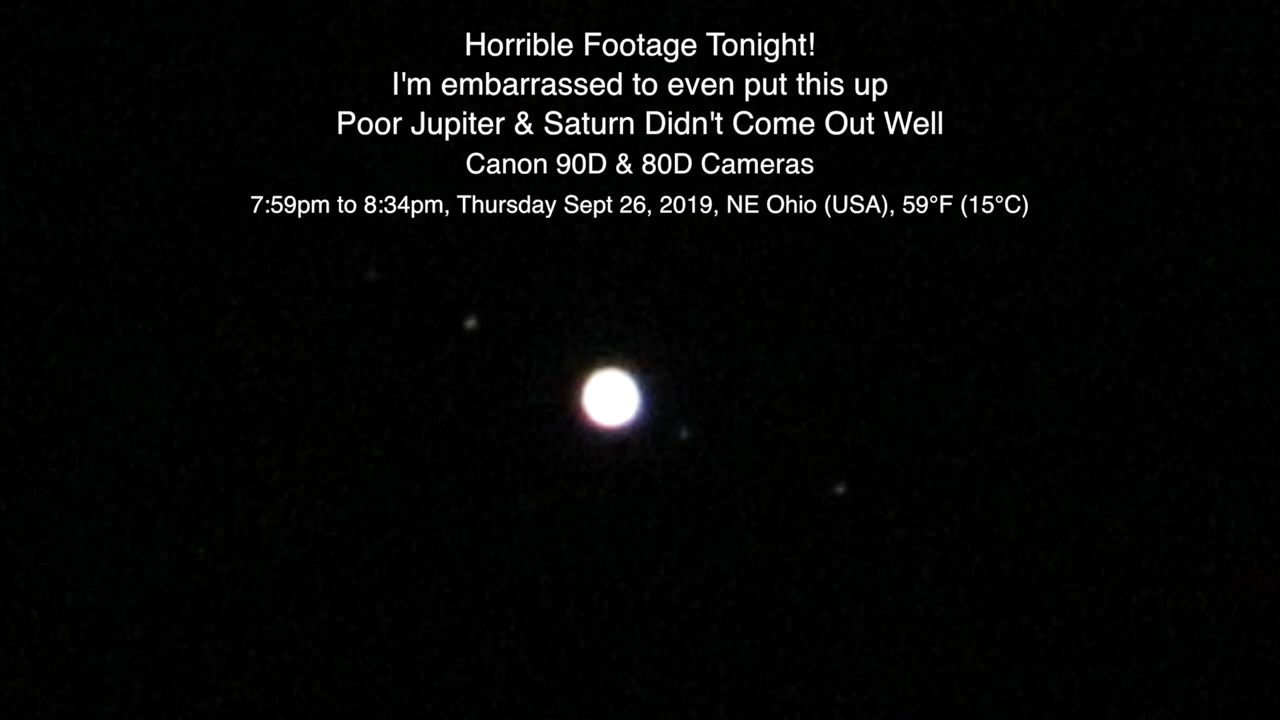 Horrible Footage Tonight!
I'm embarrassed to even put this up
Poor Jupiter & Saturn Didn't Come Out Well
Canon 90D & 80D Cameras
7:59pm to 8:34pm, Thursday Sept 26, 2019, NE Ohio (USA), 59°F (15°C)